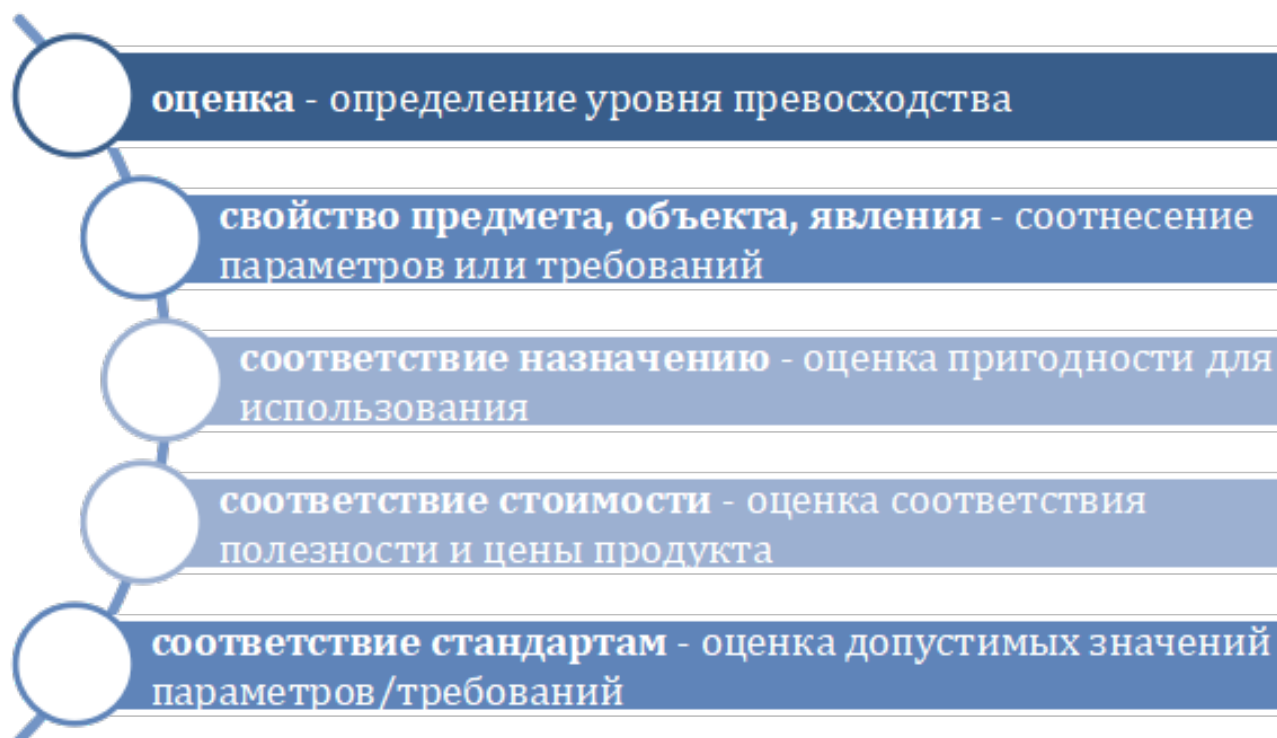 оценка - определение уровня превосходства
свойство предмета, объекта, явления - соотнесение
параметров или требований
соответствие назначению - оценка пригодности для
использования
соответствие стоимости - оценка соответствия
полезности и цены продукта
соответствие стандартам - оценка допустимых значений
параметров/требований